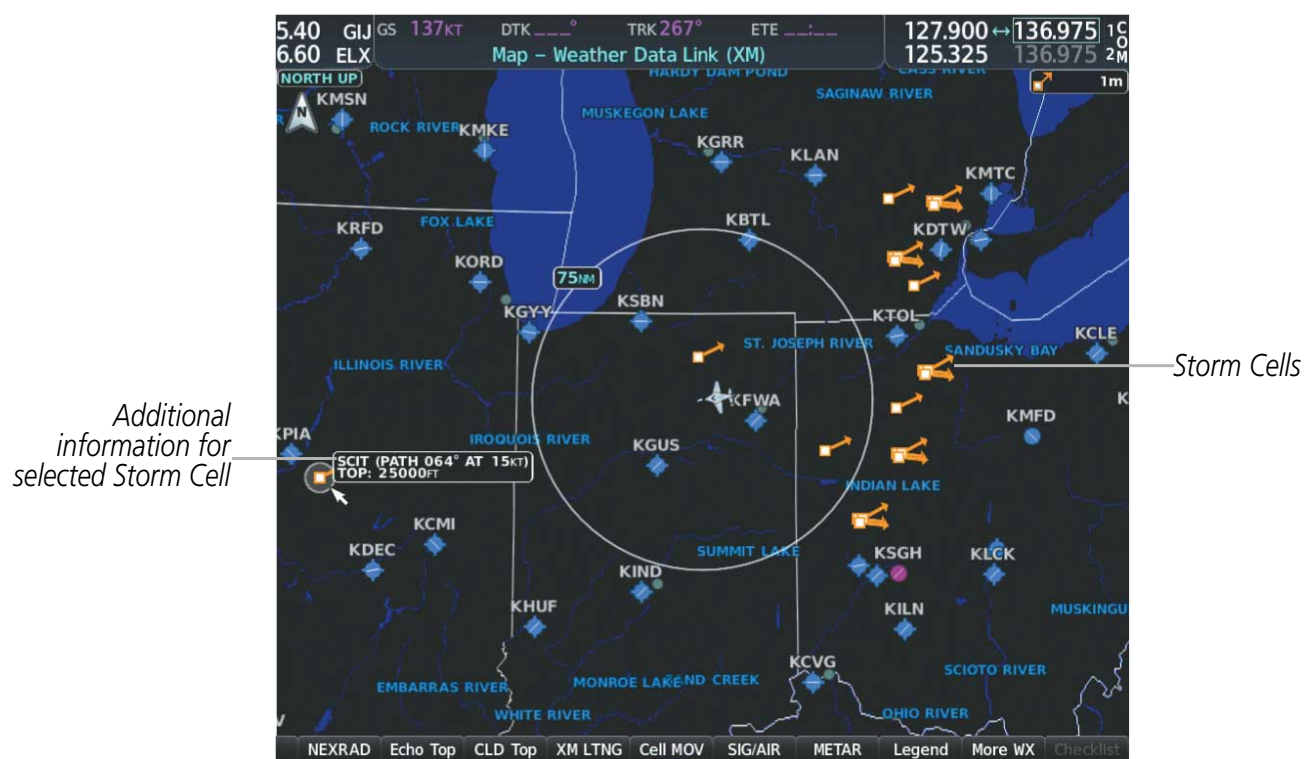 5.40 GIJ
6.60 ELX
GS 137KT DTK ___° TRK 267° ETE __:__
Map – Weather Data Link (XM)
127.900 ↔ 136.975 1
125.325 136.975 2
COM
NORTH UP
N
1m
HARDY DAM POND
CASS RIVER
SAGINAW RIVER
KMSN
MUSKEGON LAKE
ROCK RIVER
KMKE
KGRR
KLAN
KMTC
KRFD
FOX LAKE
KBTL
KDTW
KORD
75NM
KSBN
KGYY
KTOL
ST. JOSEPH RIVER
KCLE
SANDUSKY BAY
ILLINOIS RIVER
Storm Cells
KFWA
KMFD
K
Additional
information for
selected Storm Cell
KPIA
IROQUOIS RIVER
KGUS
SCIT (PATH 064° AT 15KT)
TOP: 25000FT
INDIAN LAKE
KCMI
KDEC
SUMMIT LAKE
KSGH
KLCK
KIND
KHUF
KILN
MUSKINGU
KCVG
SCIOTO RIVER
EMBARRAS RIVER
MONROE LAKE
AND CREEK
WHITE RIVER
OHIO RIVER
NEXRAD Echo Top CLD Top XM LTNG Cell MOV SIG/AIR METAR Legend More WX Checklist